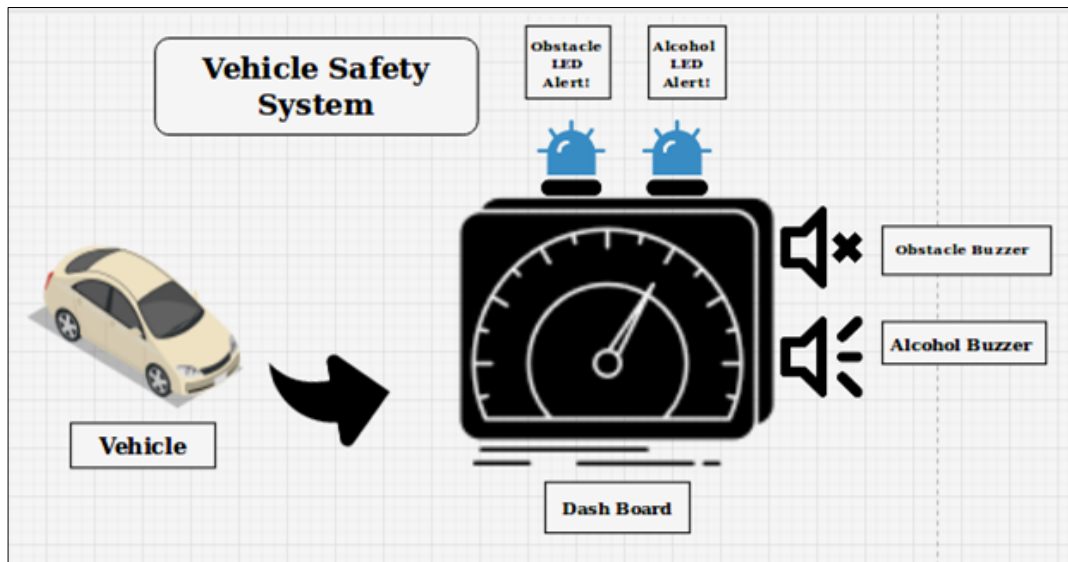 Vehicle Safety
System
Obstacle
LED
Alert!
Alcohol
LED
Alert!
Obstacle Buzzer
Alcohol Buzzer
Vehicle
Dash Board